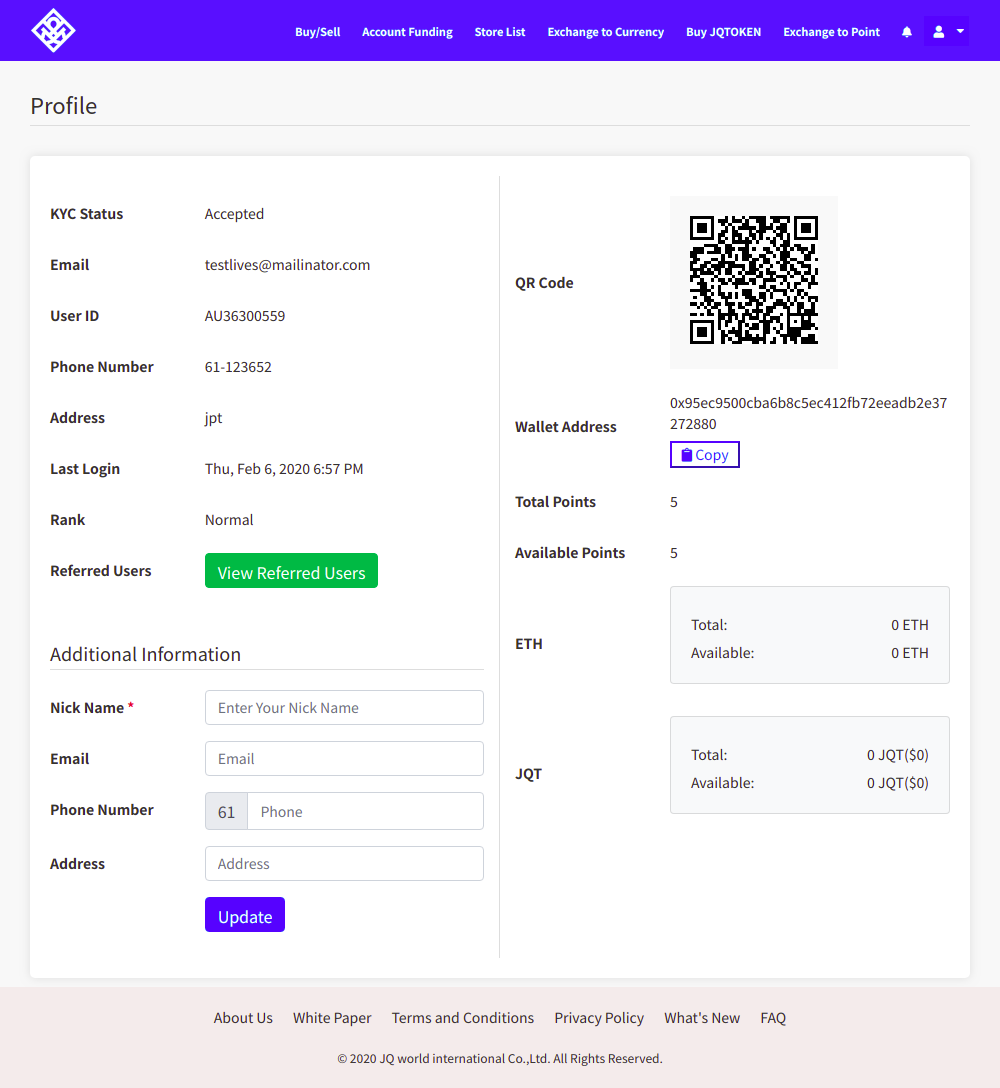 Buy/Sell Account Funding Store List Exchange to Currency Buy JQTOKEN Exchange to Point
Profile
KYC Status Accepted
Email testlives@mailinator.com
User ID AU36300559
Phone Number 61-123652
Address jpt
Last Login Thu, Feb 6, 2020 6:57 PM
Rank Normal
Referred Users View Referred Users
Additional Information
Nick Name * Enter Your Nick Name
Email Email
Phone Number 61 Phone
Address Address
Update
QR Code
Wallet Address 0x95ec9500cba6b8c5ec412fb72eeadb2e37
272880
Copy
Total Points 5
Available Points 5
ETH
Total: 0 ETH
Available: 0 ETH
JQT
Total: 0 JQT($0)
Available: 0 JQT($0)
About Us White Paper Terms and Conditions Privacy Policy What's New FAQ
© 2020 JQ world international Co.,Ltd. All Rights Reserved.